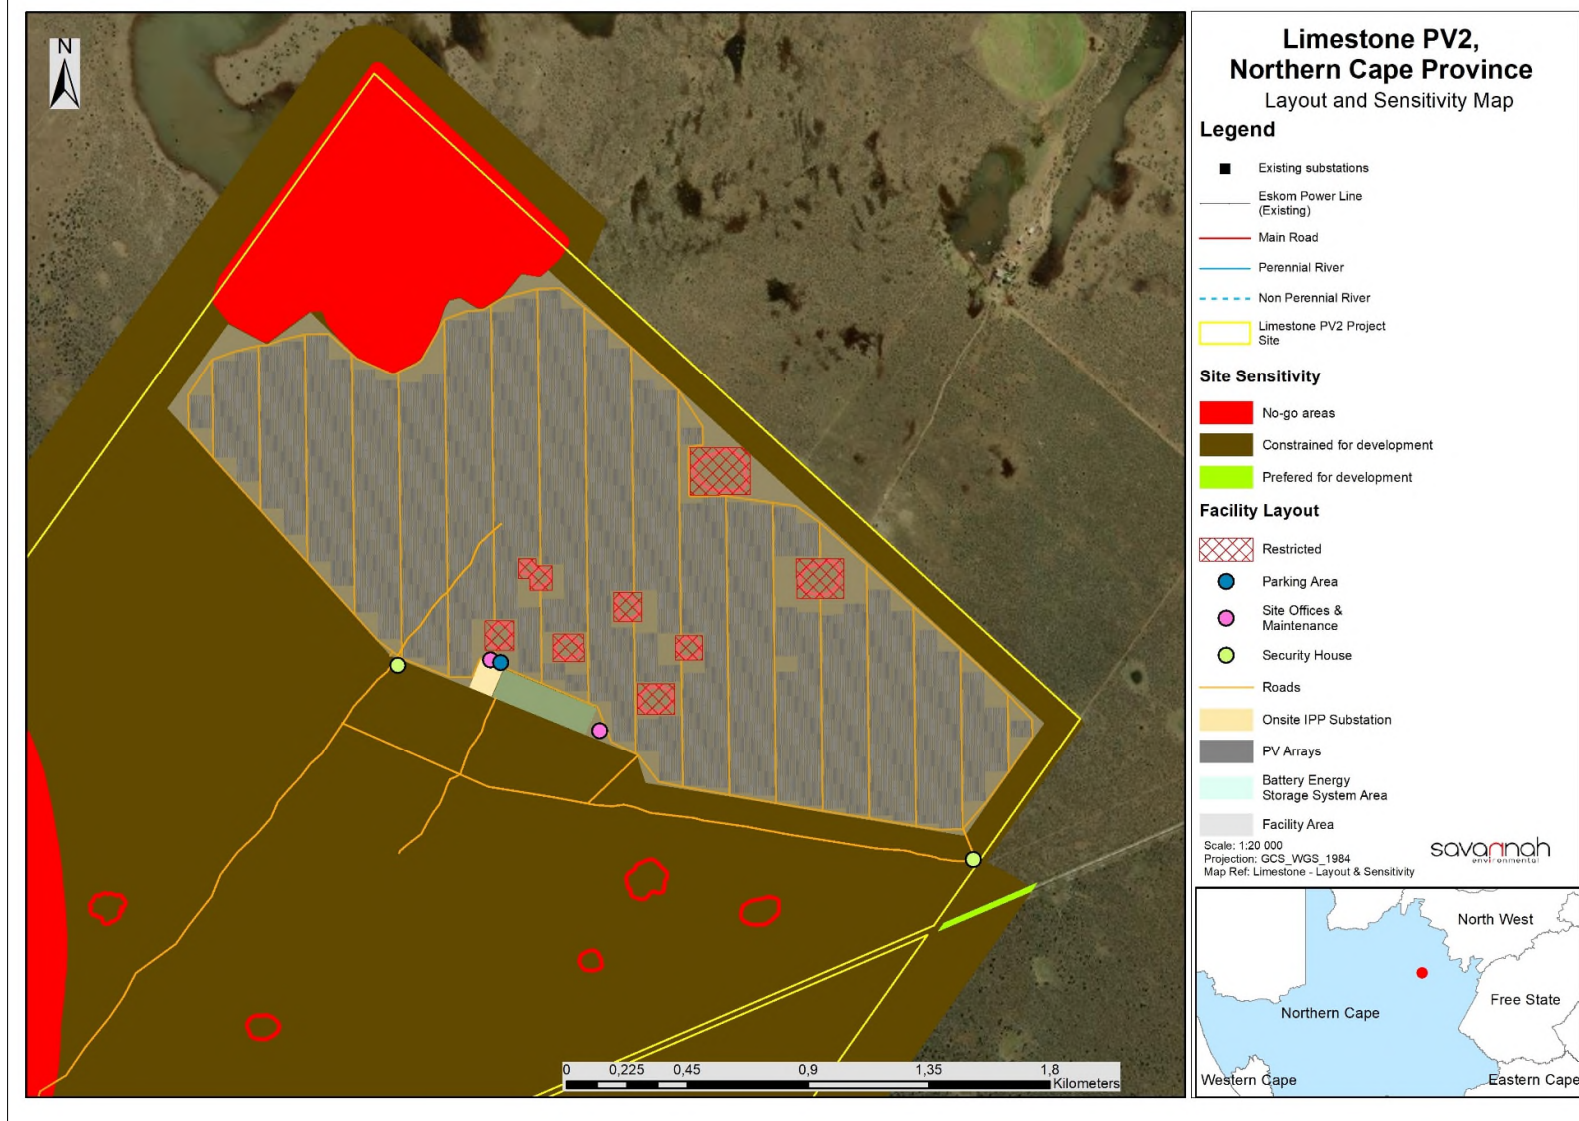 N
Limestone PV2,
Northern Cape Province
Layout and Sensitivity Map
Legend
Existing substations
Eskom Power Line
(Existing)
Main Road
Perennial River
Non Perennial River
Limestone PV2 Project
Site
Site Sensitivity
No-go areas
Constrained for development
Prefered for development
Facility Layout
Restricted
Parking Area
Site Offices &
Maintenance
Security House
Roads
Onsite IPP Substation
PV Arrays
Battery Energy
Storage System Area
Facility Area
Scale: 1:20 000
Projection: GCS_WGS_1984
Map Ref: Limestone - Layout & Sensitivity
savannah
environmental
North West
Northern Cape
Free State
Western Cape
Eastern Cape
0 0,225 0,45 0,9 1,35 1,8
Kilometers